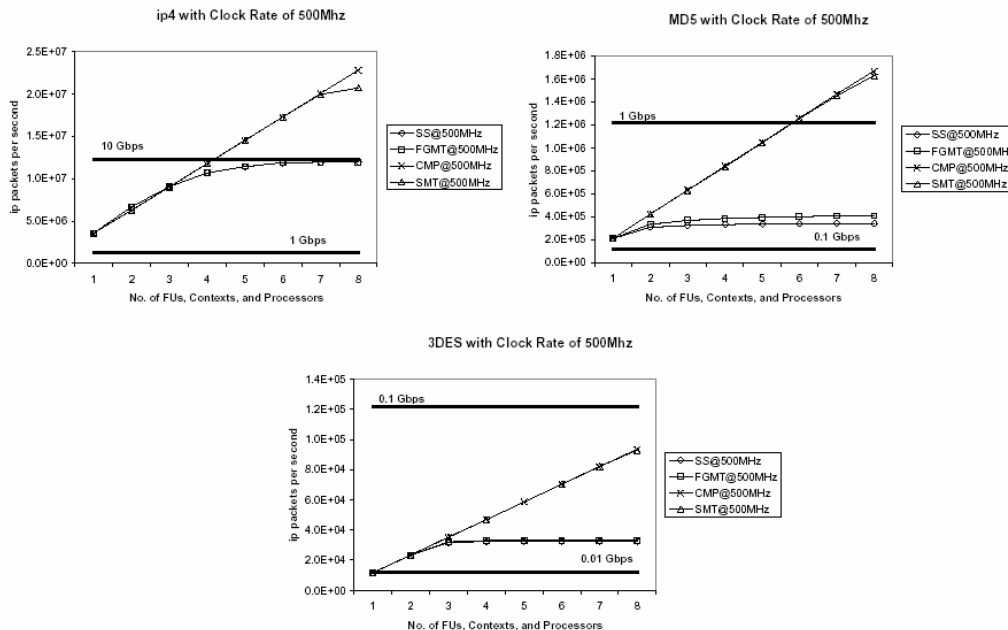 ip4 with Clock Rate of 500Mhz
ip packets per second
2.5E+07
2.0E+07
1.5E+07
1.0E+07
5.0E+06
0.0E+00
10 Gbps
1 Gbps
1 2 3 4 5 6 7 8
No. of FUs, Contexts, and Processors
SS@500MHz
FGMT@500MHz
CMP@500MHz
SMT@500MHz
MD5 with Clock Rate of 500Mhz
ip packets per second
1.8E+06
1.6E+06
1.4E+06
1.2E+06
1.0E+06
8.0E+05
6.0E+05
4.0E+05
2.0E+05
0.0E+00
1 Gbps
0.1 Gbps
1 2 3 4 5 6 7 8
No. of FUs, Contexts, and Processors
SS@500MHz
FGMT@500MH
CMP@500MHz
SMT@500MHz
3DES with Clock Rate of 500Mhz
ip packets per second
1.4E+05
1.2E+05
1.0E+05
8.0E+04
6.0E+04
4.0E+04
2.0E+04
0.0E+00
0.1 Gbps
0.01 Gbps
1 2 3 4 5 6 7 8
No. of FUs, Contexts, and Processors
SS@500MHz
FGMT@500MHz
CMP@500MHz
SMT@500MHz